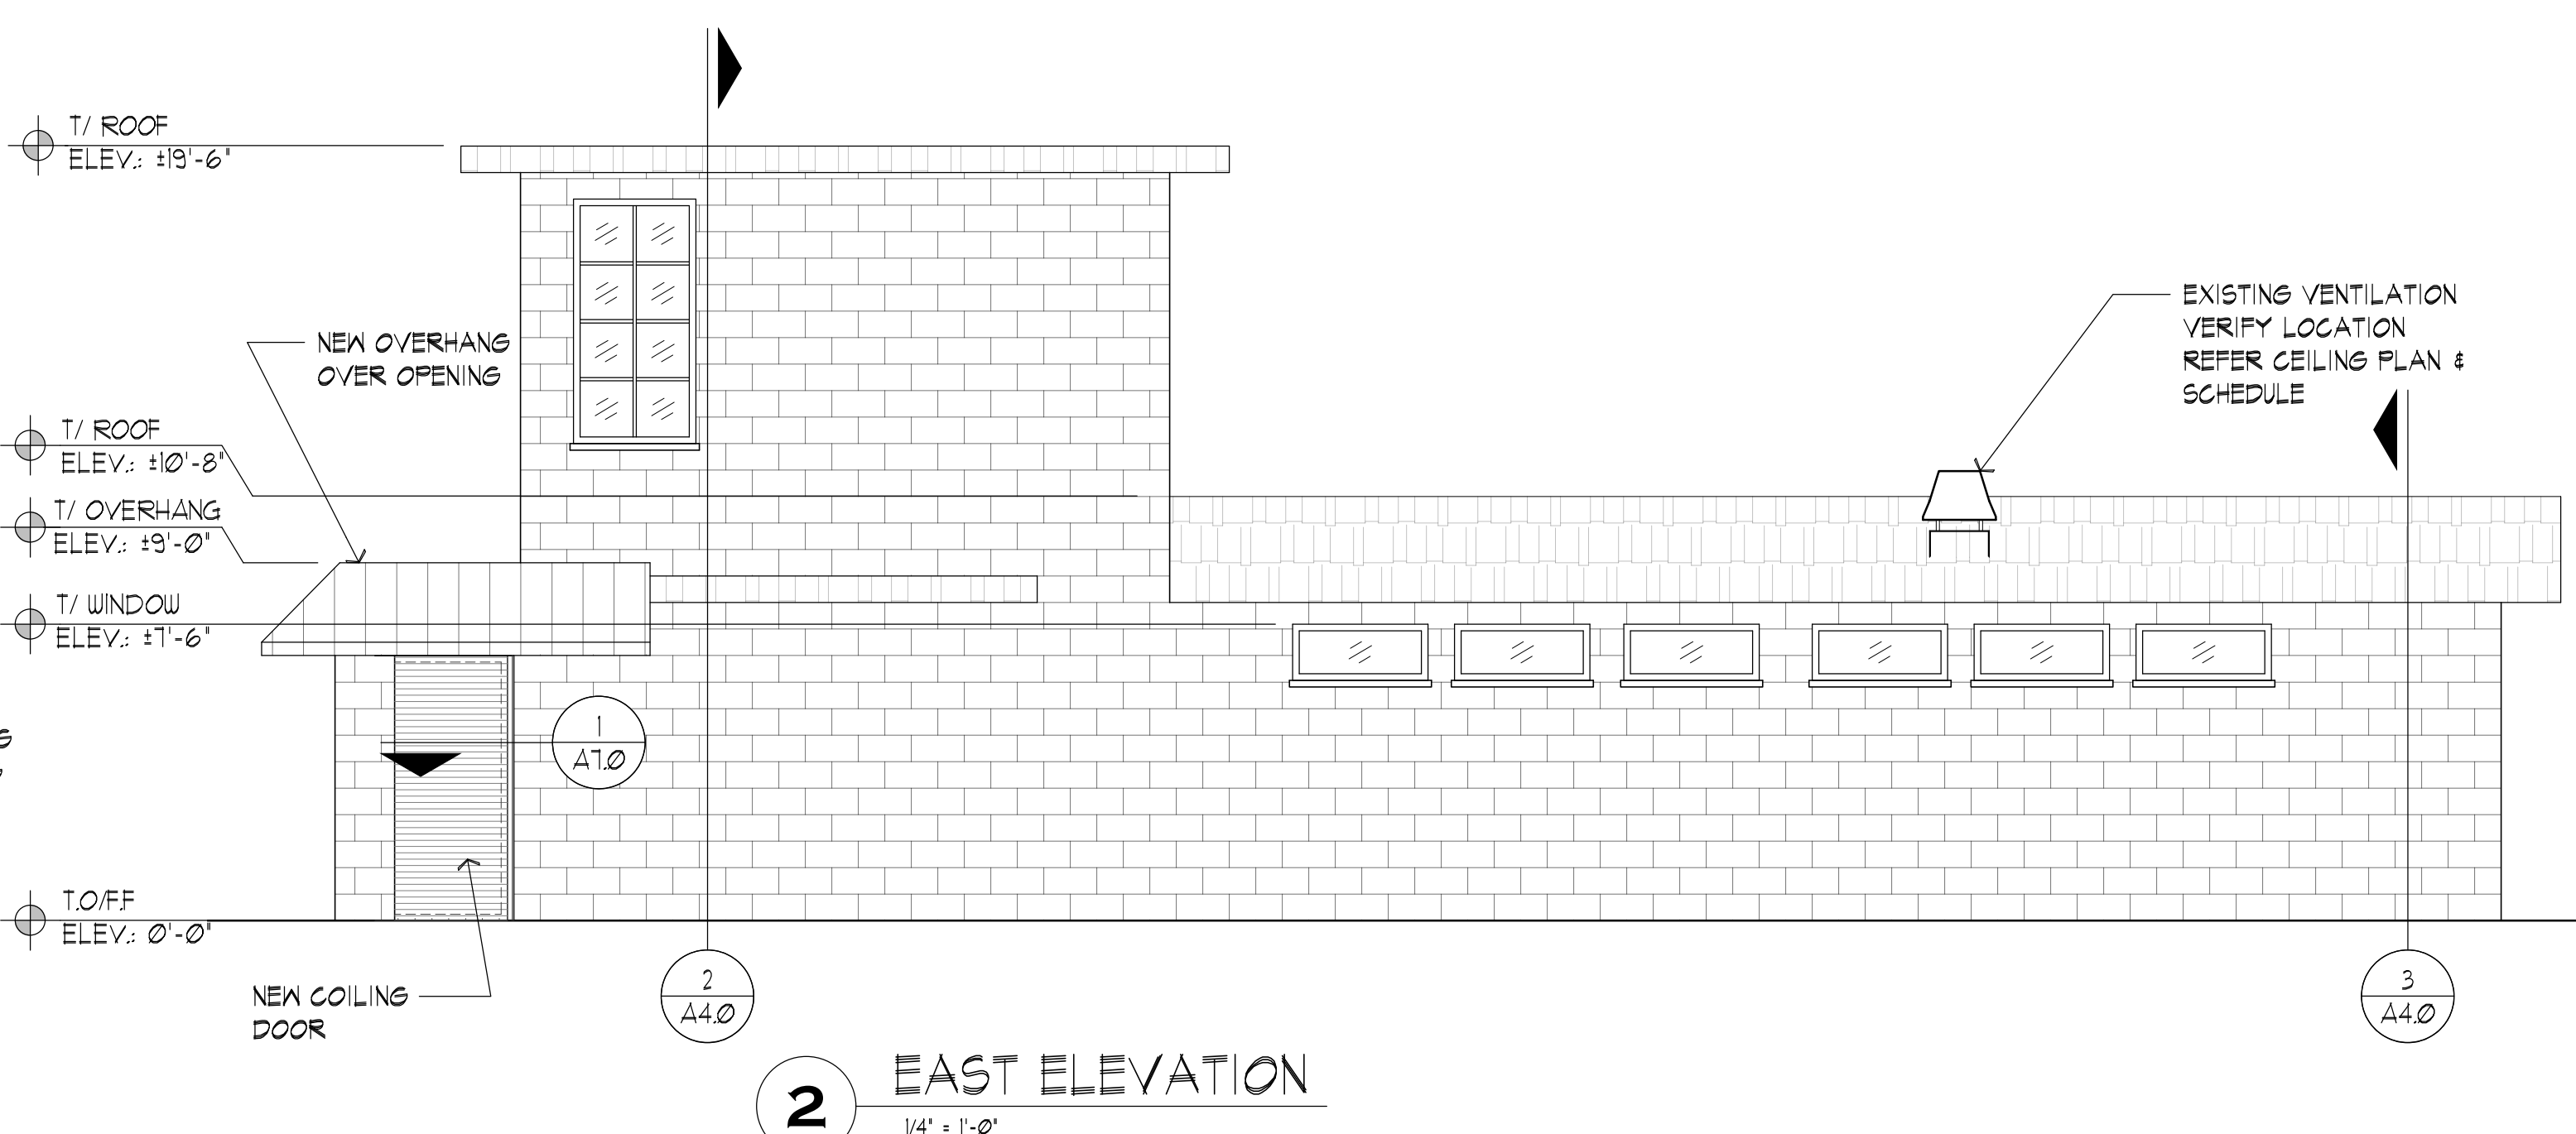 T/ ROOF
ELEV.: ±19'-6"
NEW OVERHANG
OVER OPENING
EXISTING VENTILATION
VERIFY LOCATION
REFER CEILING PLAN &
SCHEDULE
T/ ROOF
ELEV.: ±10'-8"
T/ OVERHANG
ELEV.: ±9'-0"
T/ WINDOW
ELEV.: ±7'-6"
1
A7.0
T.O/F.F
ELEV.: 0'-0"
NEW COILING
DOOR
2
A4.0
3
A4.0
2
EAST ELEVATION
1/4" = 1'-0"